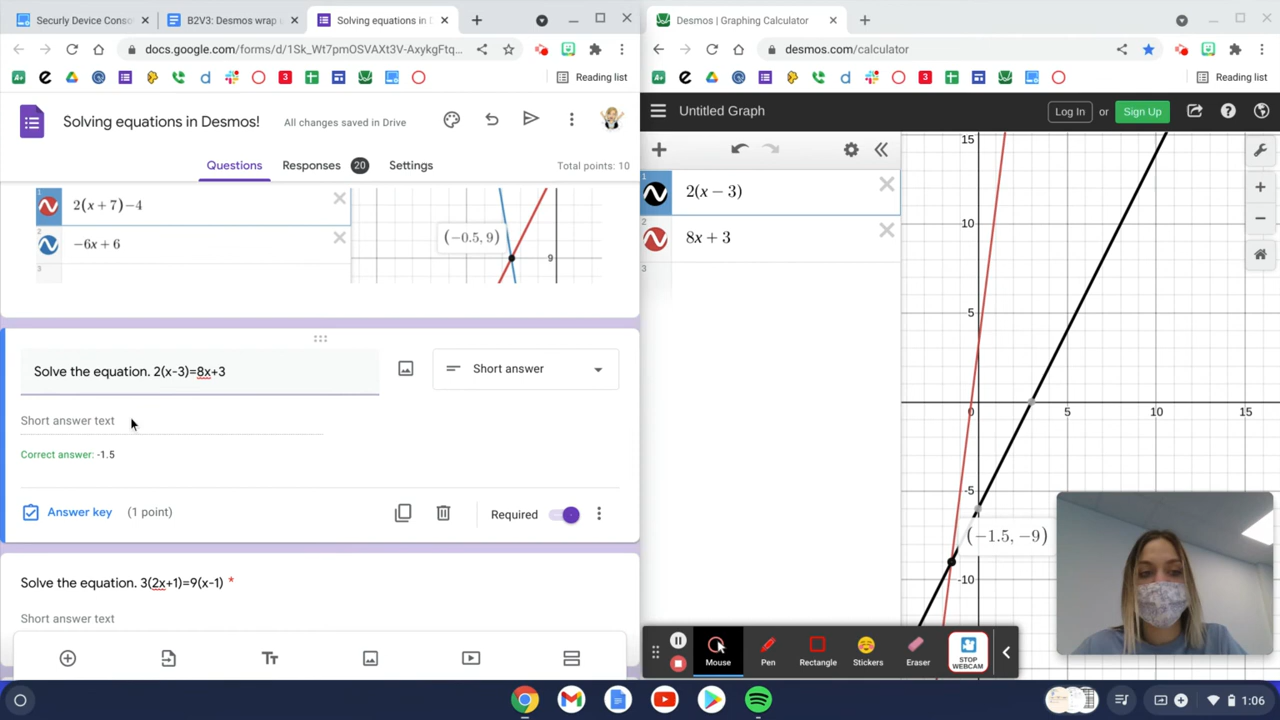 Securly Device Conso
B2V3: Desmos wrap u
Solving equations in D
Desmos | Graphing Calculator
docs.google.com/forms/d/1Sk_Wt7pmOSVAXt3V-AxykgFtq...
desmos.com/calculator
Reading list
Reading list
Solving equations in Desmos!
All changes saved in Drive
Untitled Graph
Log In
or
Sign Up
Questions
Responses
20
Settings
Total points: 10
1
2(x + 7) – 4
2
−6x + 6
3
(−0.5, 9)
9
1
2(x − 3)
2
8x + 3
3
15
10
5
0
5
10
15
-5
-10
(−1.5, −9)
Solve the equation. 2(x-3)=8x+3
Short answer
Short answer text
Correct answer: -1.5
Answer key
(1 point)
Required
Solve the equation. 3(2x+1)=9(x-1) *
Short answer text
Mouse
Pen
Rectangle
Stickers
Eraser
STOP
WEBCAM
1:06